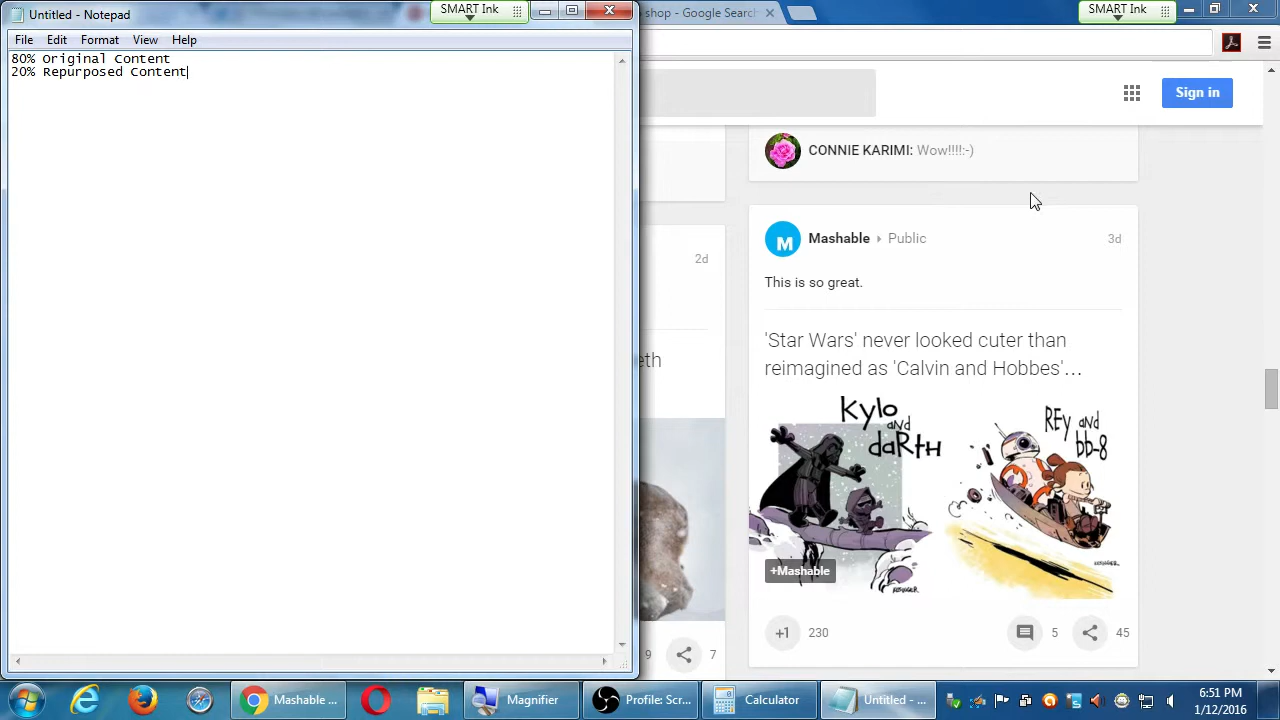 Untitled - Notepad
SMART Ink
shop - Google Search
SMART Ink
File Edit Format View Help
80% Original Content
20% Repurposed Content
Sign in
CONNIE KARIMI: Wow!!!!:-)
M
Mashable Public
3d
2d
This is so great.
'Star Wars' never looked cuter than
reimagined as 'Calvin and Hobbes'...
eth
Kylo
and
daRth
REy and
bb-8
+Mashable
+1 230
5
45
9
7
Mashable ...
Magnifier
Profile: Scr...
Calculator
Untitled - ...
6:51 PM
1/12/2016